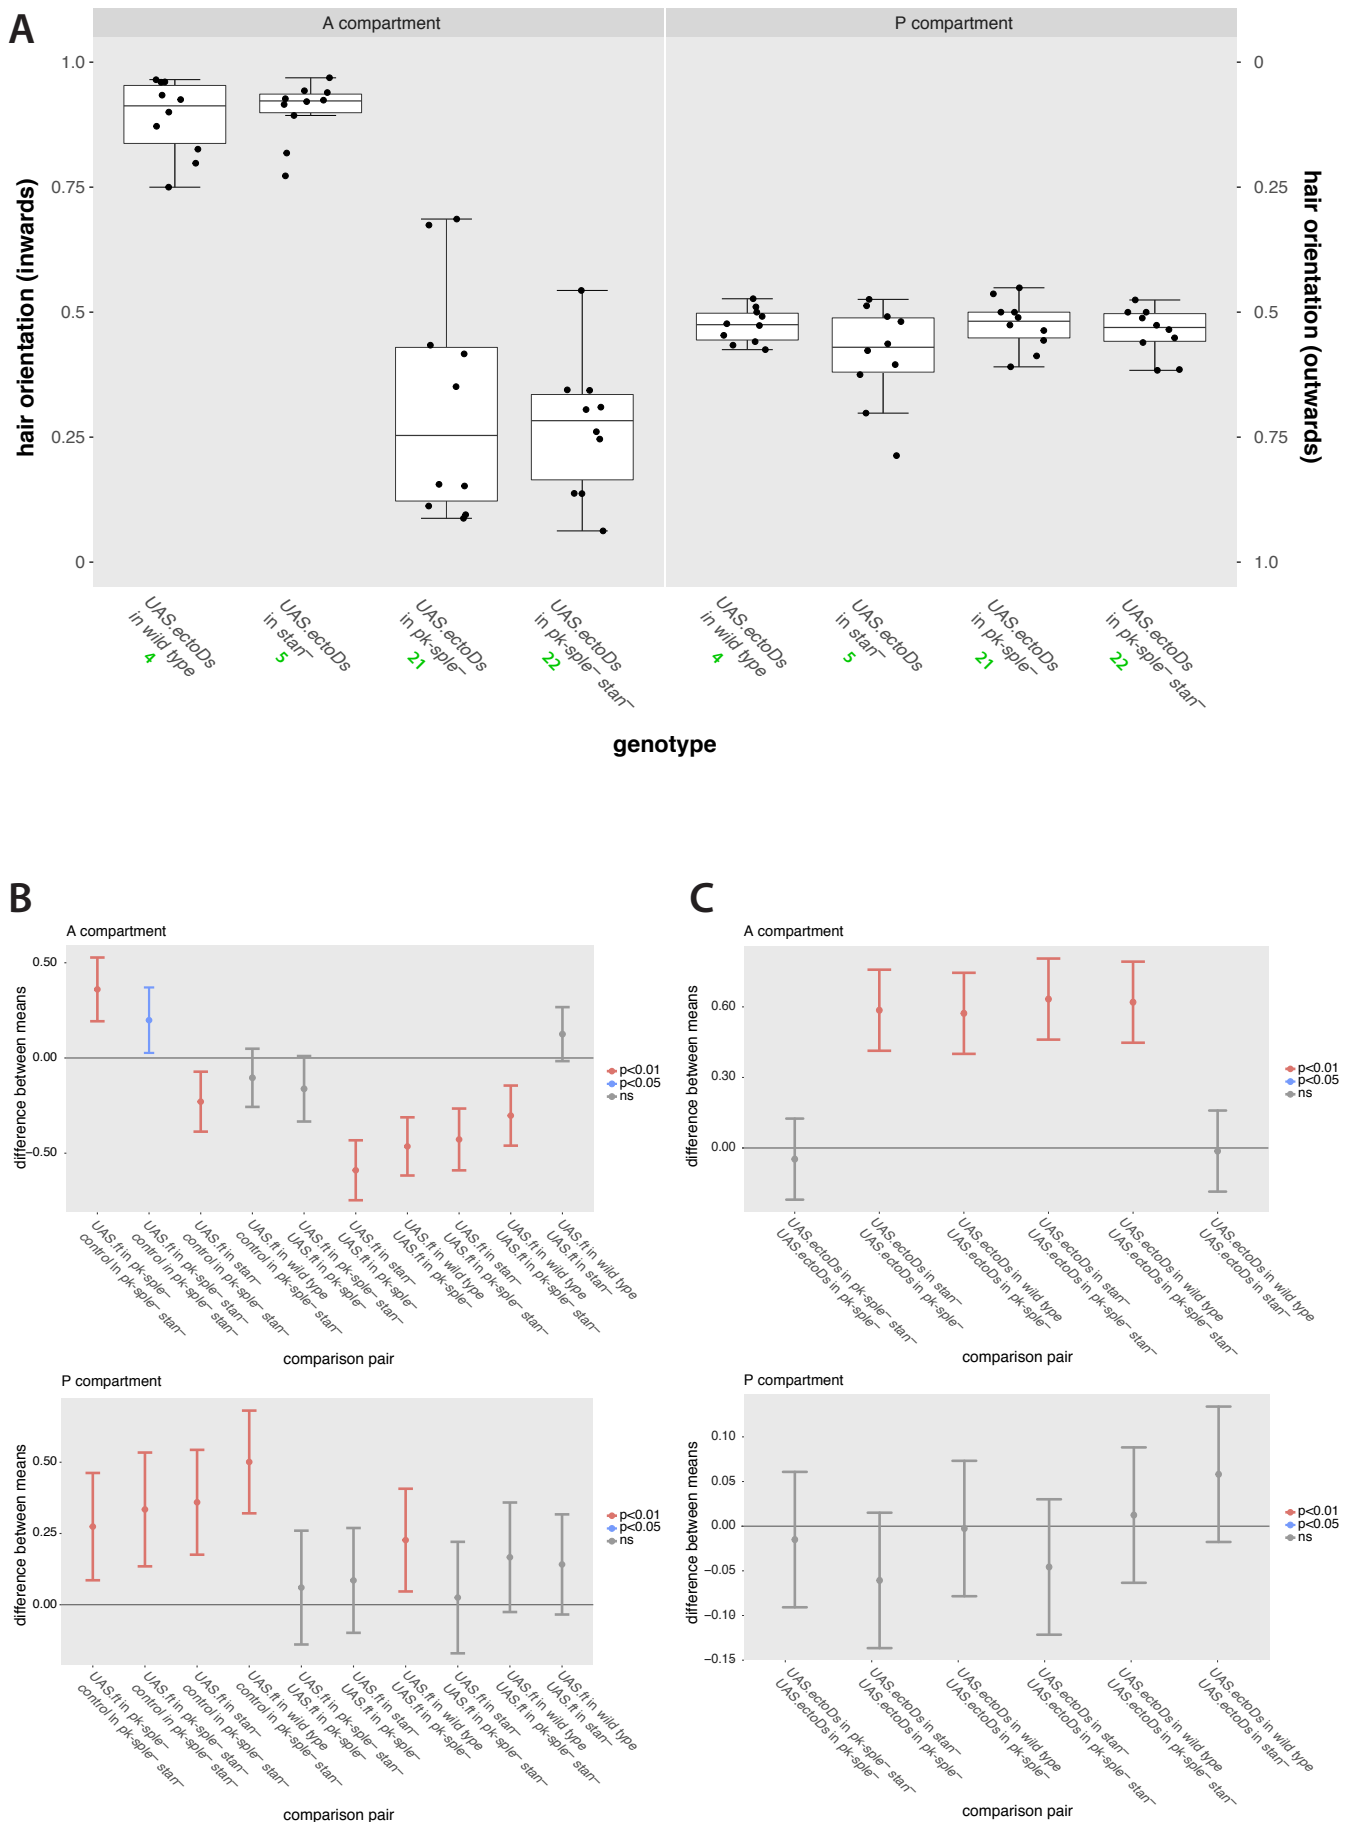 A
A compartment
P compartment
1.0
0.75
0.5
0.25
0
hair orientation (inwards)
0
0.25
0.5
0.75
1.0
hair orientation (outwards)
UAS.ectoDs
in wild type
4
UAS.ectoDs
in stan–
5
UAS.ectoDs
in pk-sple–
21
UAS.ectoDs
in pk-sple– stan–
22
UAS.ectoDs
in wild type
4
UAS.ectoDs
in stan–
5
UAS.ectoDs
in pk-sple–
21
UAS.ectoDs
in pk-sple– stan–
22
genotype
B
A compartment
0.50
0.00
−0.50
difference between means
p<0.01
p<0.05
ns
UAS.ft in pk-sple–
control in pk-sple– stan–
UAS.ft in pk-sple– stan–
control in pk-sple– stan–
UAS.ft in stan–
control in pk-sple– stan–
UAS.ft in wild type
control in pk-sple– stan–
UAS.ft in pk-sple– stan–
UAS.ft in pk-sple–
UAS.ft in stan–
UAS.ft in pk-sple–
UAS.ft in wild type
UAS.ft in pk-sple–
UAS.ft in stan–
UAS.ft in pk-sple– stan–
UAS.ft in wild type
UAS.ft in pk-sple– stan–
UAS.ft in wild type
UAS.ft in stan–
comparison pair
P compartment
0.50
0.25
0.00
difference between means
p<0.01
p<0.05
ns
UAS.ft in pk-sple–
control in pk-sple– stan–
UAS.ft in pk-sple– stan–
control in pk-sple– stan–
UAS.ft in stan–
control in pk-sple– stan–
UAS.ft in wild type
control in pk-sple– stan–
UAS.ft in pk-sple– stan–
UAS.ft in pk-sple–
UAS.ft in stan–
UAS.ft in pk-sple–
UAS.ft in wild type
UAS.ft in pk-sple–
UAS.ft in stan–
UAS.ft in pk-sple– stan–
UAS.ft in wild type
UAS.ft in pk-sple– stan–
UAS.ft in wild type
UAS.ft in stan–
comparison pair
C
A compartment
0.60
0.30
0.00
difference between means
p<0.01
p<0.05
ns
UAS.ectoDs in pk-sple– stan–
UAS.ectoDs in pk-sple–
UAS.ectoDs in stan–
UAS.ectoDs in pk-sple–
UAS.ectoDs in wild type
UAS.ectoDs in pk-sple–
UAS.ectoDs in stan–
UAS.ectoDs in pk-sple– stan–
UAS.ectoDs in wild type
UAS.ectoDs in pk-sple– stan–
UAS.ectoDs in wild type
UAS.ectoDs in stan–
comparison pair
P compartment
0.10
0.05
0.00
−0.05
−0.10
−0.15
difference between means
p<0.01
p<0.05
ns
UAS.ectoDs in pk-sple– stan–
UAS.ectoDs in pk-sple–
UAS.ectoDs in stan–
UAS.ectoDs in pk-sple–
UAS.ectoDs in wild type
UAS.ectoDs in pk-sple–
UAS.ectoDs in stan–
UAS.ectoDs in pk-sple– stan–
UAS.ectoDs in wild type
UAS.ectoDs in pk-sple– stan–
UAS.ectoDs in wild type
UAS.ectoDs in stan–
comparison pair